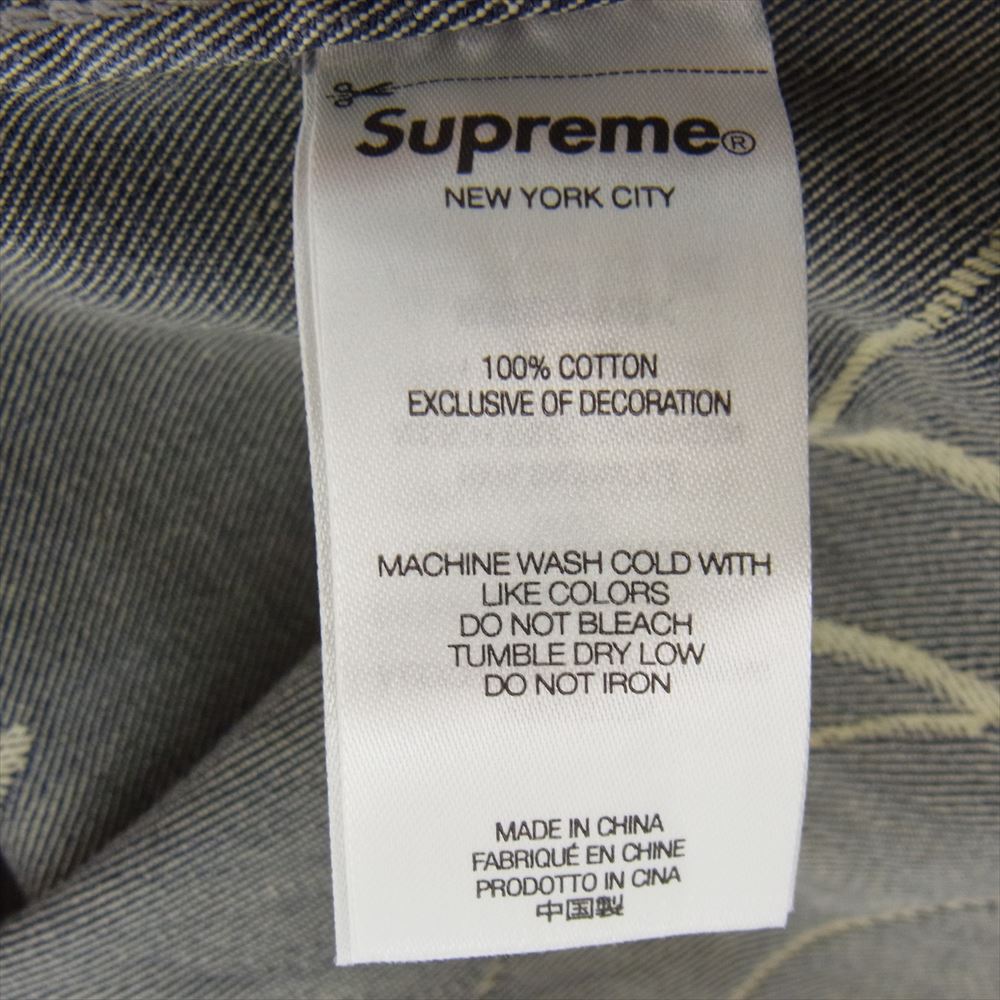 Supreme®
NEW YORK CITY
100% COTTON
EXCLUSIVE OF DECORATION
MACHINE WASH COLD WITH
LIKE COLORS
DO NOT BLEACH
TUMBLE DRY LOW
DO NOT IRON
MADE IN CHINA
FABRIQUÉ EN CHINE
PRODOTTO IN CINA
中国製